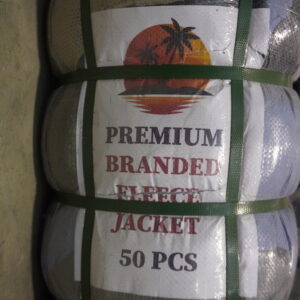 PREMIUM
BRANDED
FLEECE
JACKET
50 PCS